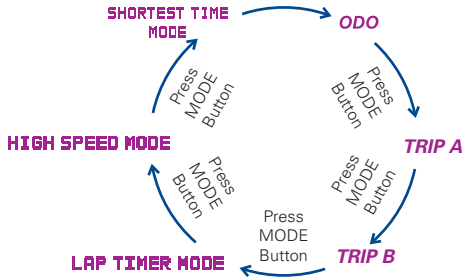 SHORTEST TIME
MODE
ODO
Press
MODE
Button
TRIP A
Press
MODE
Button
TRIP B
Press
MODE
Button
LAP TIMER MODE
Press
MODE
Button
HIGH SPEED MODE
Press
MODE
Button